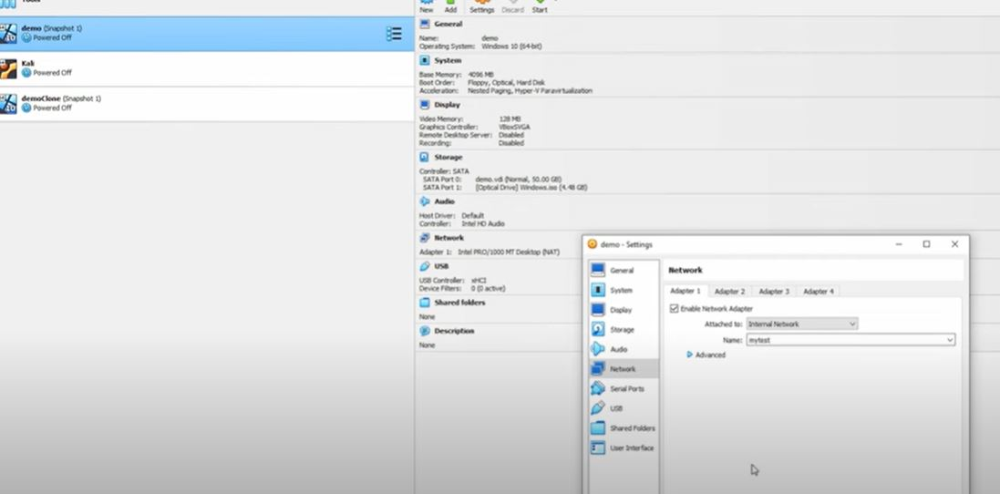 Tools
New Add Settings Discard Start
demo (Snapshot 1)
Powered Off
Kali
Powered Off
demoClone (Snapshot 1)
Powered Off
General
Name: demo
Operating System: Windows 10 (64-bit)
System
Base Memory: 4096 MB
Boot Order: Floppy, Optical, Hard Disk
Acceleration: Nested Paging, Hyper-V Paravirtualization
Display
Video Memory: 128 MB
Graphics Controller: VBoxSVGA
Remote Desktop Server: Disabled
Recording: Disabled
Storage
Controller: SATA
SATA Port 0: demo.vdi (Normal, 50.00 GB)
SATA Port 1: [Optical Drive] Windows.iso (4.48 GB)
Audio
Host Driver: Default
Controller: Intel HD Audio
Network
Adapter 1: Intel PRO/1000 MT Desktop (NAT)
USB
USB Controller: xHCI
Device Filters: 0 (0 active)
Shared folders
None
Description
None
demo - Settings
General
System
Display
Storage
Audio
Network
Serial Ports
USB
Shared Folders
User Interface
Network
Adapter 1 Adapter 2 Adapter 3 Adapter 4
Enable Network Adapter
Attached to: Internal Network
Name: mytest
Advanced